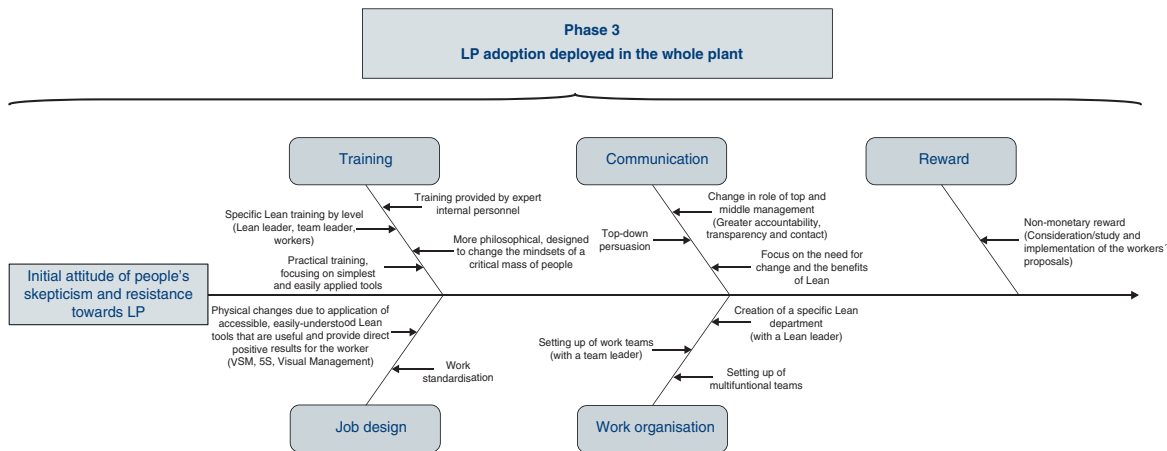 Phase 3
LP adoption deployed in the whole plant
Training
Communication
Reward
Training provided by expert
internal personnel
Specific Lean training by level
(Lean leader, team leader,
workers)
More philosophical, designed
to change the mindsets of a
critical mass of people
Practical training,
focusing on simplest
and easily applied tools
Change in role of top and
middle management
(Greater accountability,
transparency and contact)
Top-down
persuasion
Focus on the need for
change and the benefits
of Lean
Non-monetary reward
(Consideration/study and
implementation of the workers´
proposals)
Initial attitude of people's
skepticism and resistance
towards LP
Physical changes due to application of
accessible, easily-understood Lean
tools that are useful and provide direct
positive results for the worker
(VSM, 5S, Visual Management)
Work
standardisation
Creation of a specific Lean
department
(with a Lean leader)
Setting up of work teams
(with a team leader)
Setting up of
multifuntional teams
Job design
Work organisation